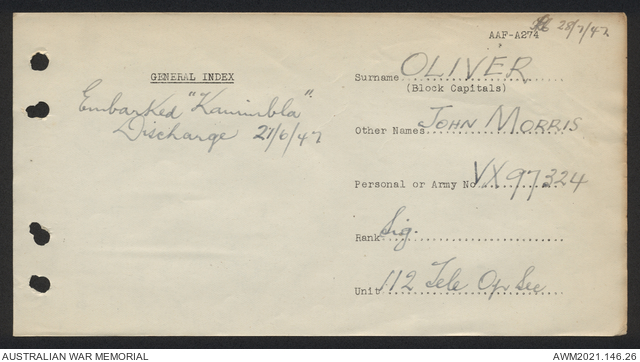 AAF-A274 28/7/47
GENERAL INDEX
Embarked "Kanimbla"
Discharge 21/6/47
Surname OLIVER
(Block Capitals)
Other Names JOHN MORRIS
Personal or Army No VX97324
Rank Sig.
Unit 112 Tele Op Sec
AUSTRALIAN WAR MEMORIAL
AWM2021.146.26